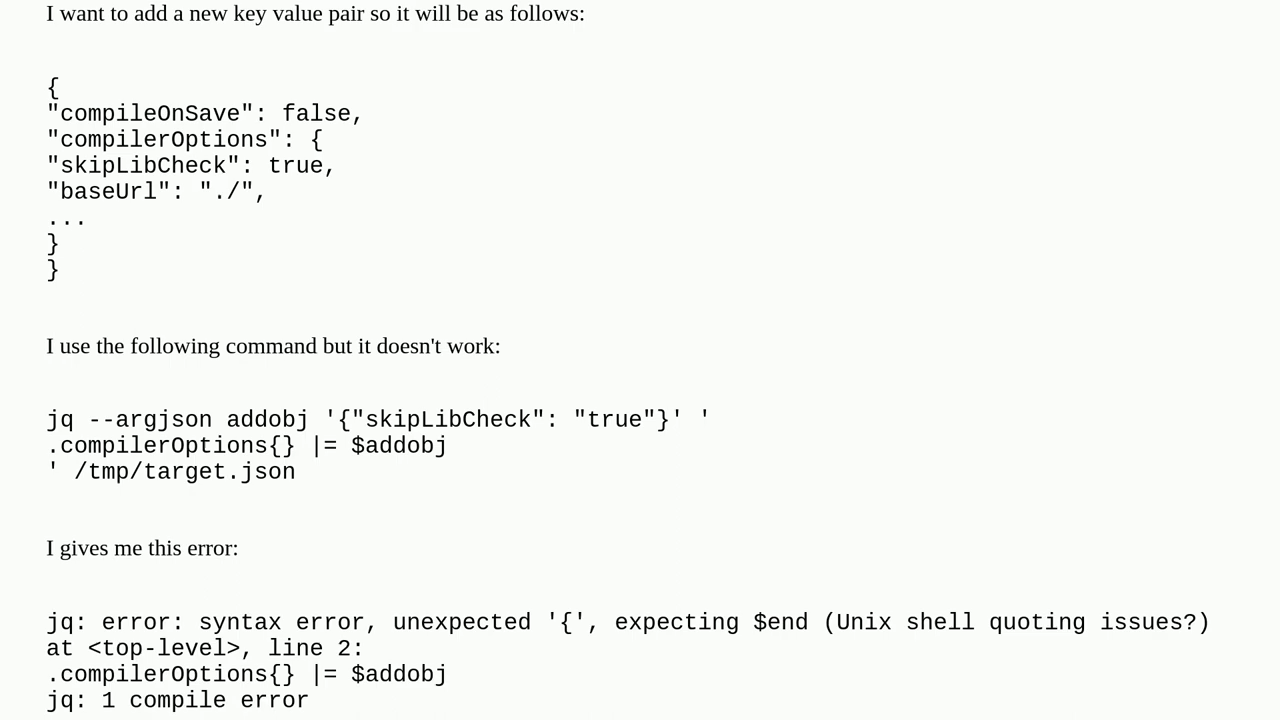 I want to add a new key value pair so it will be as follows:
{
"compileOnSave": false,
"compilerOptions": {
"skipLibCheck": true,
"baseUrl": "./",
...
}
}
I use the following command but it doesn't work:
jq --argjson addobj '{"skipLibCheck": "true"}' '
.compilerOptions{} |= $addobj
' /tmp/target.json
I gives me this error:
jq: error: syntax error, unexpected '{', expecting $end (Unix shell quoting issues?)
at <top-level>, line 2:
.compilerOptions{} |= $addobj
jq: 1 compile error